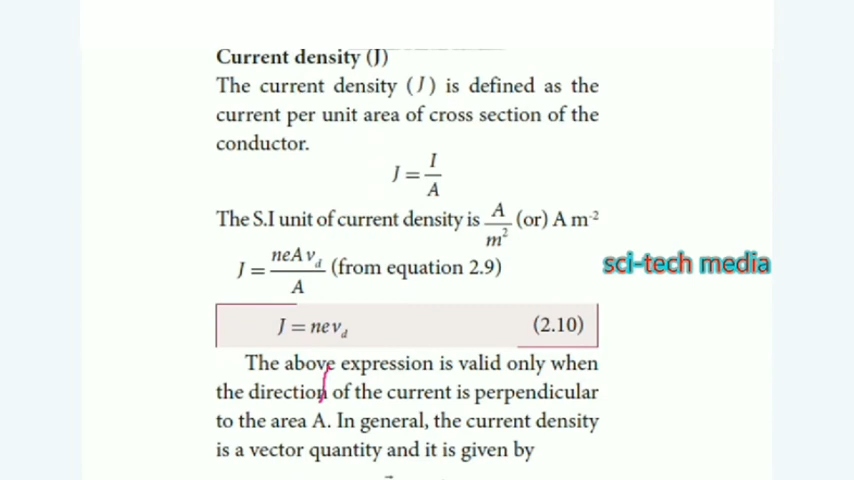 Current density (J)
The current density (J) is defined as the
current per unit area of cross section of the
conductor.
J = I/A
The S.I unit of current density is A/m² (or) A m⁻²
J = neAv_d/A (from equation 2.9)
sci-tech media
J = nev_d (2.10)
The above expression is valid only when
the direction of the current is perpendicular
to the area A. In general, the current density
is a vector quantity and it is given by